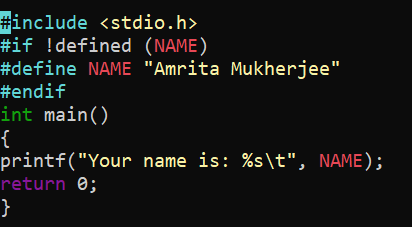 #include <stdio.h>
#if !defined (NAME)
#define NAME "Amrita Mukherjee"
#endif
int main()
{
printf("Your name is: %s\t", NAME);
return 0;
}